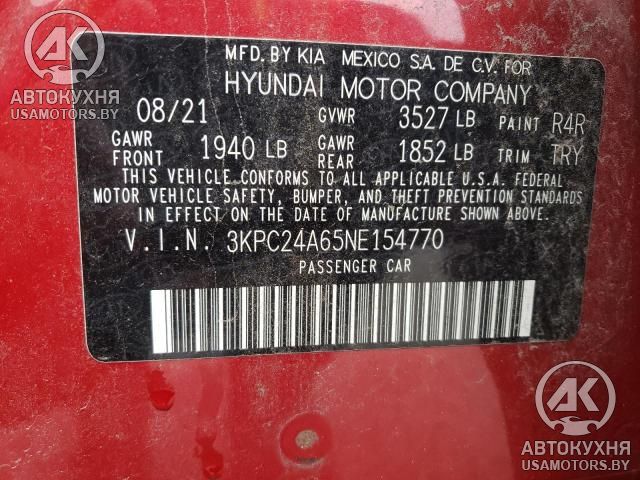 MFD. BY KIA MEXICO S.A. DE C.V. FOR
HYUNDAI MOTOR COMPANY
08/21 GVWR 3527 LB PAINT R4R
GAWR FRONT 1940 LB GAWR REAR 1852 LB TRIM TRY
THIS VEHICLE CONFORMS TO ALL APPLICABLE U.S.A. FEDERAL
MOTOR VEHICLE SAFETY, BUMPER, AND THEFT PREVENTION STANDARDS
IN EFFECT ON THE DATE OF MANUFACTURE SHOWN ABOVE.
V.I.N. 3KPC24A65NE154770
PASSENGER CAR
АК
АВТОКУХНЯ
USAMOTORS.BY
АК
АВТОКУХНЯ
USAMOTORS.BY